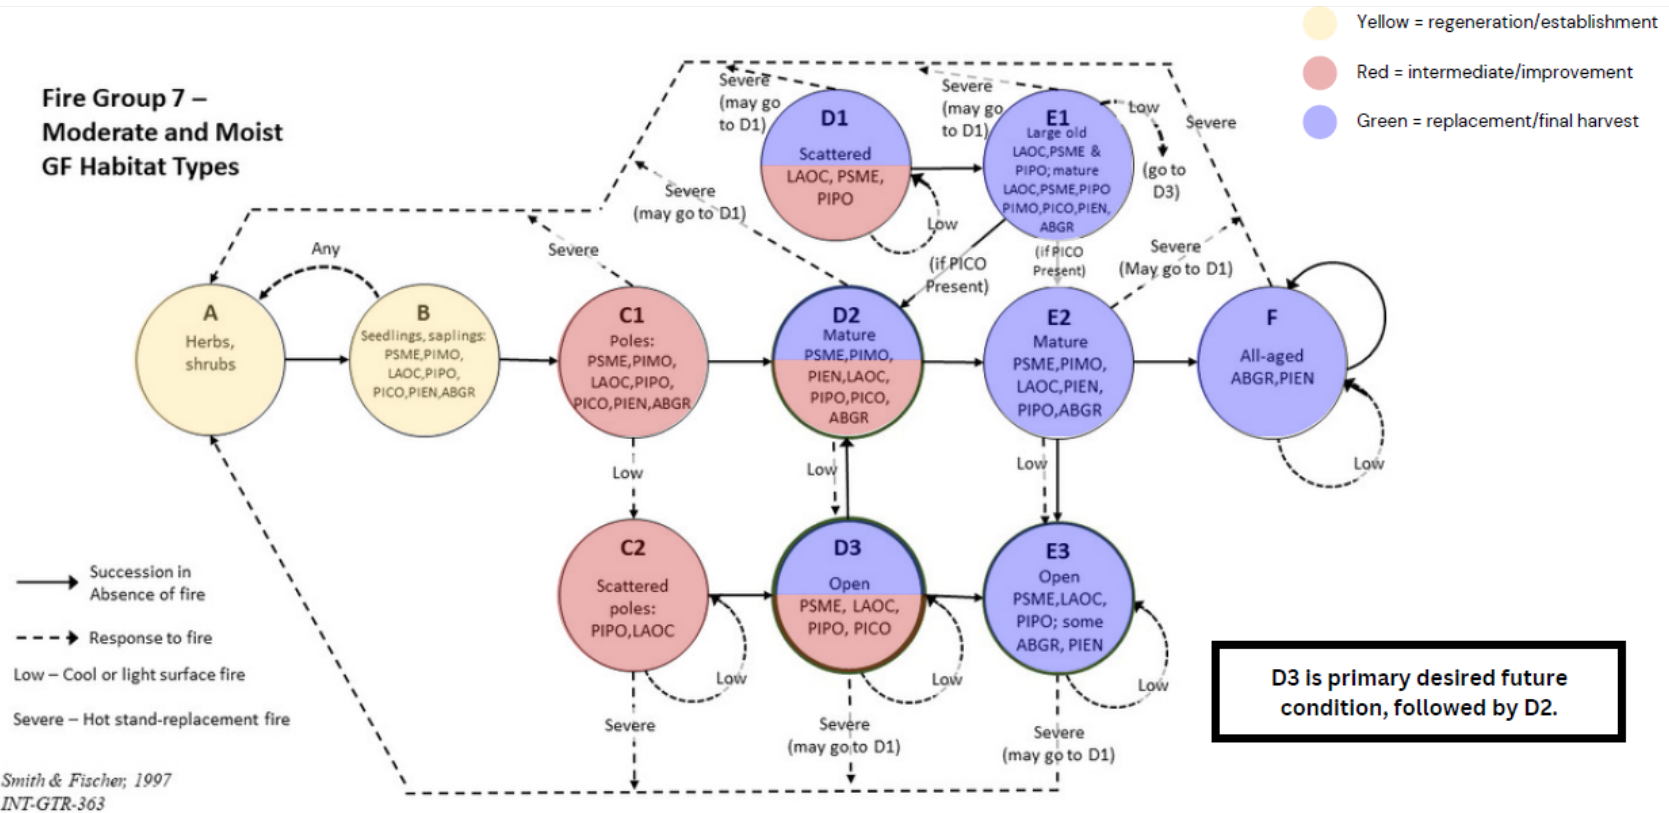 Yellow = regeneration/establishment
Red = intermediate/improvement
Green = replacement/final harvest
Fire Group 7 –
Moderate and Moist
GF Habitat Types
Severe
(may go
to D1)
D1
Scattered
LAOC, PSME,
PIPO
Low
Severe
(may go
to D1)
E1
Large old
LAOC,PSME &
PIPO; mature
LAOC,PSME,PIPO
PIMO,PICO,PIEN,
ABGR
Low
(go to
D3)
Severe
Severe
(may go to D1)
Severe
Any
(if PICO
Present)
(if PICO
Present)
Severe
(May go to D1)
A
Herbs,
shrubs
B
Seedlings, saplings:
PSME,PIMO,
LAOC,PIPO,
PICO,PIEN,ABGR
C1
Poles:
PSME,PIMO,
LAOC,PIPO,
PICO,PIEN,ABGR
D2
Mature
PSME,PIMO,
PIEN,LAOC,
PIPO,PICO,
ABGR
E2
Mature
PSME,PIMO,
LAOC,PIEN,
PIPO,ABGR
F
All-aged
ABGR,PIEN
Low
Low
Low
Low
C2
Scattered
poles:
PIPO,LAOC
Low
D3
Open
PSME, LAOC,
PIPO, PICO
Low
E3
Open
PSME,LAOC,
PIPO; some
ABGR, PIEN
Low
Severe
Severe
(may go to D1)
Severe
(may go to D1)
Succession in
Absence of fire
Response to fire
Low – Cool or light surface fire
Severe – Hot stand-replacement fire
D3 is primary desired future
condition, followed by D2.
Smith & Fischer, 1997
INT-GTR-363